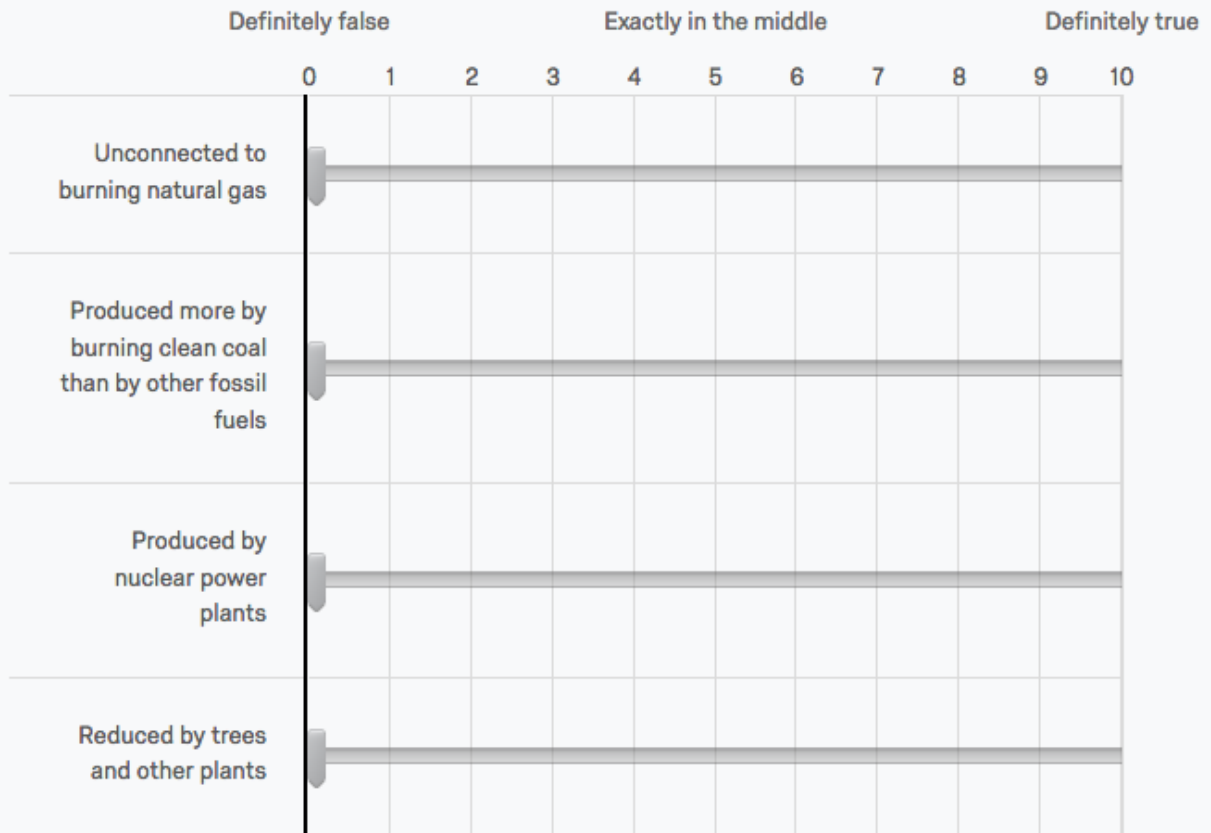 Definitely false Exactly in the middle Definitely true
0 1 2 3 4 5 6 7 8 9 10
Unconnected to
burning natural gas
Produced more by
burning clean coal
than by other fossil
fuels
Produced by
nuclear power
plants
Reduced by trees
and other plants